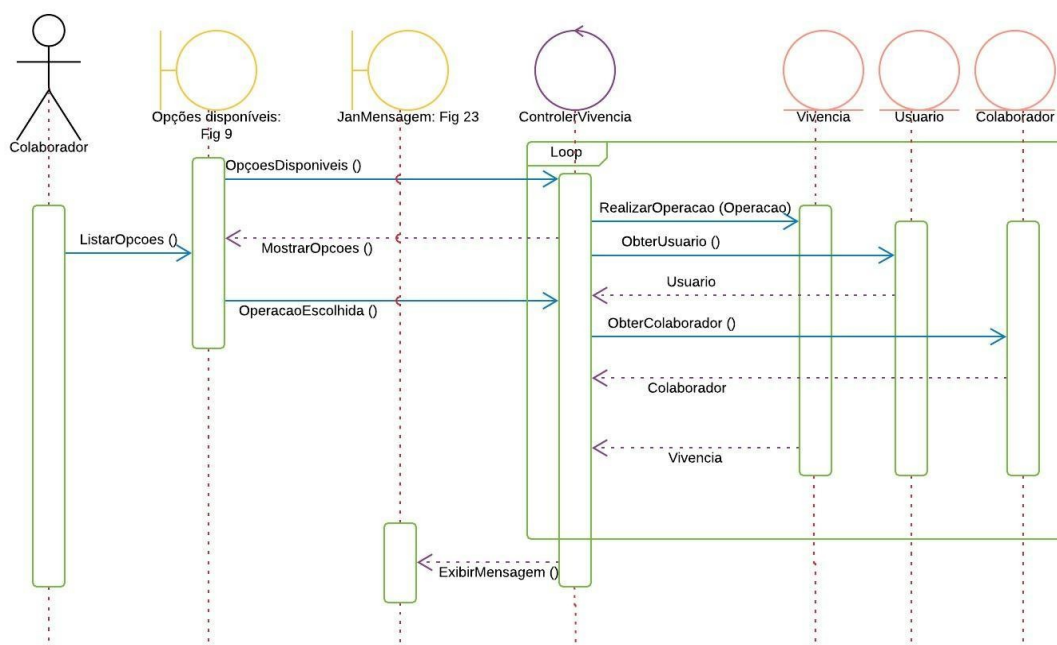 Colaborador
Opções disponíveis:
Fig 9
JanMensagem: Fig 23
ControlerVivencia
Vivencia
Usuario
Colaborador
Loop
OpçoesDisponiveis ()
RealizarOperacao (Operacao)
ListarOpcoes ()
MostrarOpcoes ()
ObterUsuario ()
Usuario
OperacaoEscolhida ()
ObterColaborador ()
Colaborador
Vivencia
ExibirMensagem ()